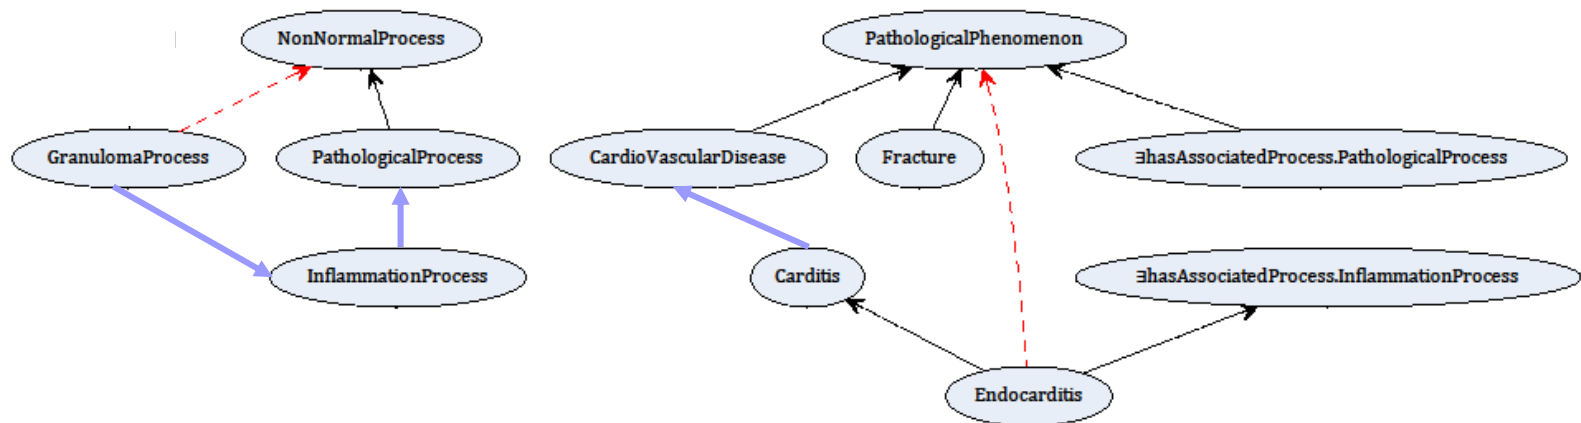 NonNormalProcess
PathologicalPhenomenon
GranulomaProcess
PathologicalProcess
CardioVascularDisease
Fracture
∃hasAssociatedProcess.PathologicalProcess
InflammationProcess
Carditis
∃hasAssociatedProcess.InflammationProcess
Endocarditis